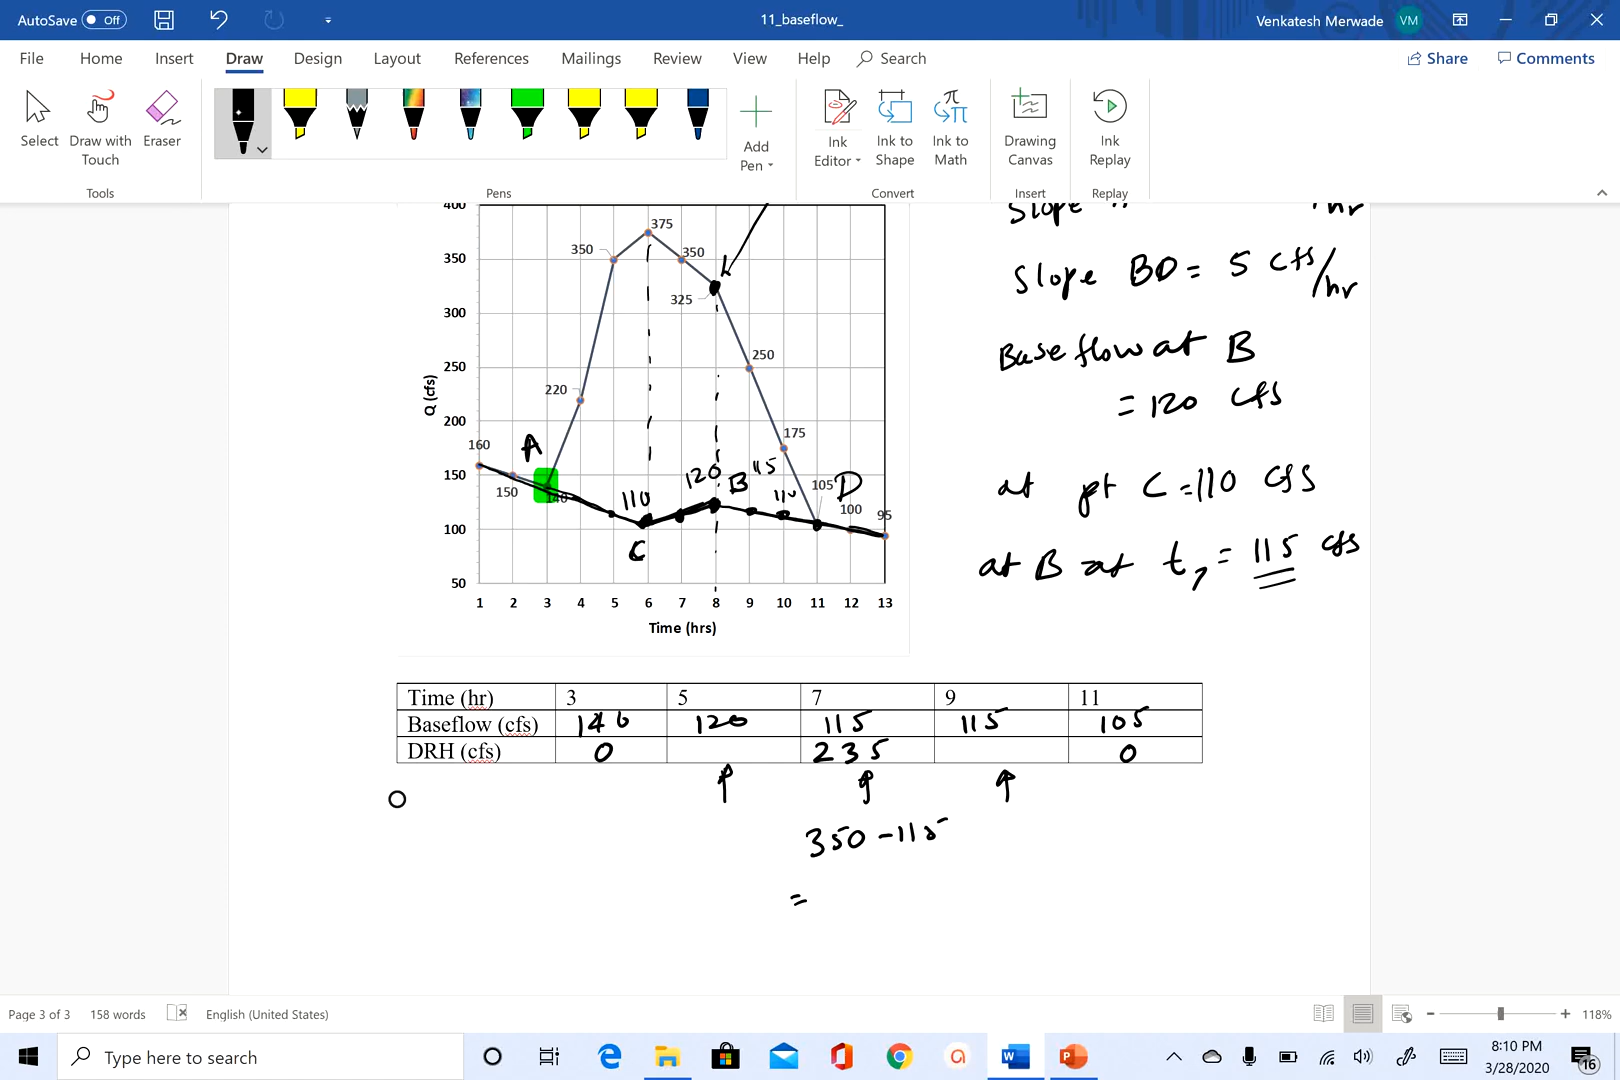 AutoSave Off 11_baseflow_ Venkatesh Merwade VM
File Home Insert Draw Design Layout References Mailings Review View Help Search Share Comments
Select Draw with Touch Eraser Add Pen Ink Editor Ink to Shape Ink to Math Drawing Canvas Ink Replay
Tools Pens Convert Insert Replay
400
350
300
250
200
150
100
50
Q (cfs)
1 2 3 4 5 6 7 8 9 10 11 12 13
Time (hrs)
160
150
140
220
350
375
350
325
250
175
105
100
95
A
110
C
120
B
115
110
D
Slope /hr
Slope BD = 5 cfs/hr
Baseflow at B
= 120 cfs
at pt C = 110 cfs
at B at t7 = 115 cfs
Time (hr) 3 5 7 9 11
Baseflow (cfs) 140 120 115 115 105
DRH (cfs) 0 235 0
350 - 115
=
Page 3 of 3 158 words English (United States) 118%
Type here to search
8:10 PM
3/28/2020
16